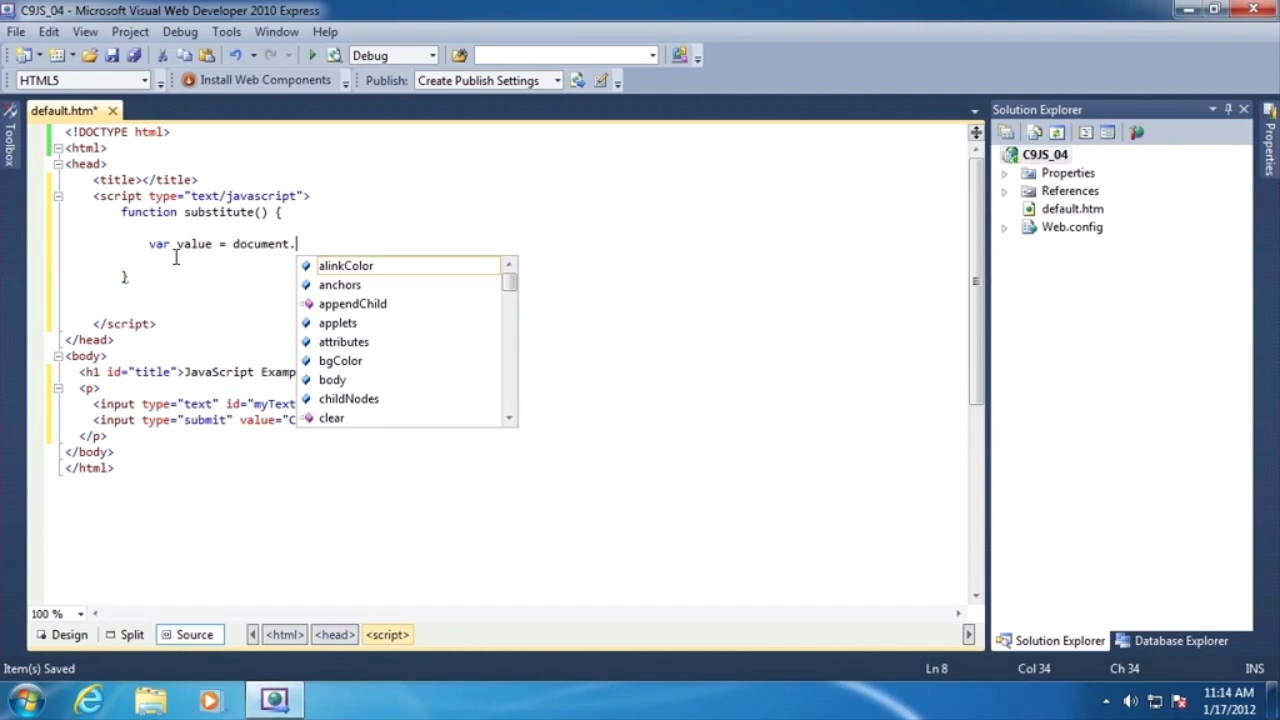 C9JS_04 - Microsoft Visual Web Developer 2010 Express
File Edit View Project Debug Tools Window Help
Debug
HTML5 Install Web Components Publish: Create Publish Settings
Toolbox
default.htm*
<!DOCTYPE html>
<html>
<head>
<title></title>
<script type="text/javascript">
function substitute() {
var value = document.
}
</script>
</head>
<body>
<h1 id="title">JavaScript Examp
<p>
<input type="text" id="myText
<input type="submit" value="C
</p>
</body>
</html>
alinkColor
anchors
appendChild
applets
attributes
bgColor
body
childNodes
clear
100 %
Design Split Source <html> <head> <script>
Solution Explorer
C9JS_04
Properties
References
default.htm
Web.config
Solution Explorer Database Explorer
Properties
Item(s) Saved Ln 8 Col 34 Ch 34 INS
11:14 AM
1/17/2012